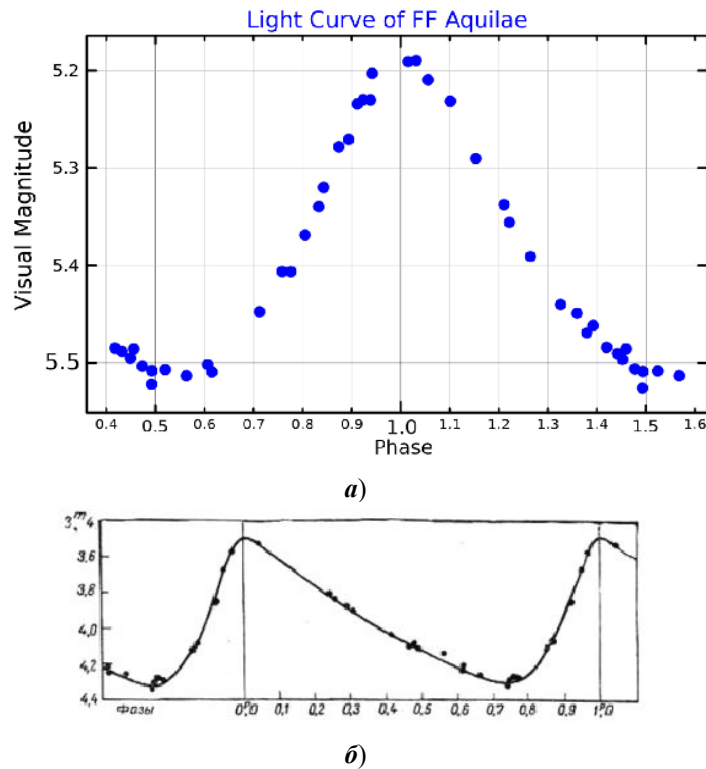 Light Curve of FF Aquilae
Visual Magnitude
5.2
5.3
5.4
5.5
0.4 0.5 0.6 0.7 0.8 0.9 1.0 1.1 1.2 1.3 1.4 1.5 1.6
Phase
а)
3,ᵐ4
3,6
3,8
4,0
4,2
4,4
Фазы 0,0 0,1 0,2 0,3 0,4 0,5 0,6 0,7 0,8 0,9 1,0
б)